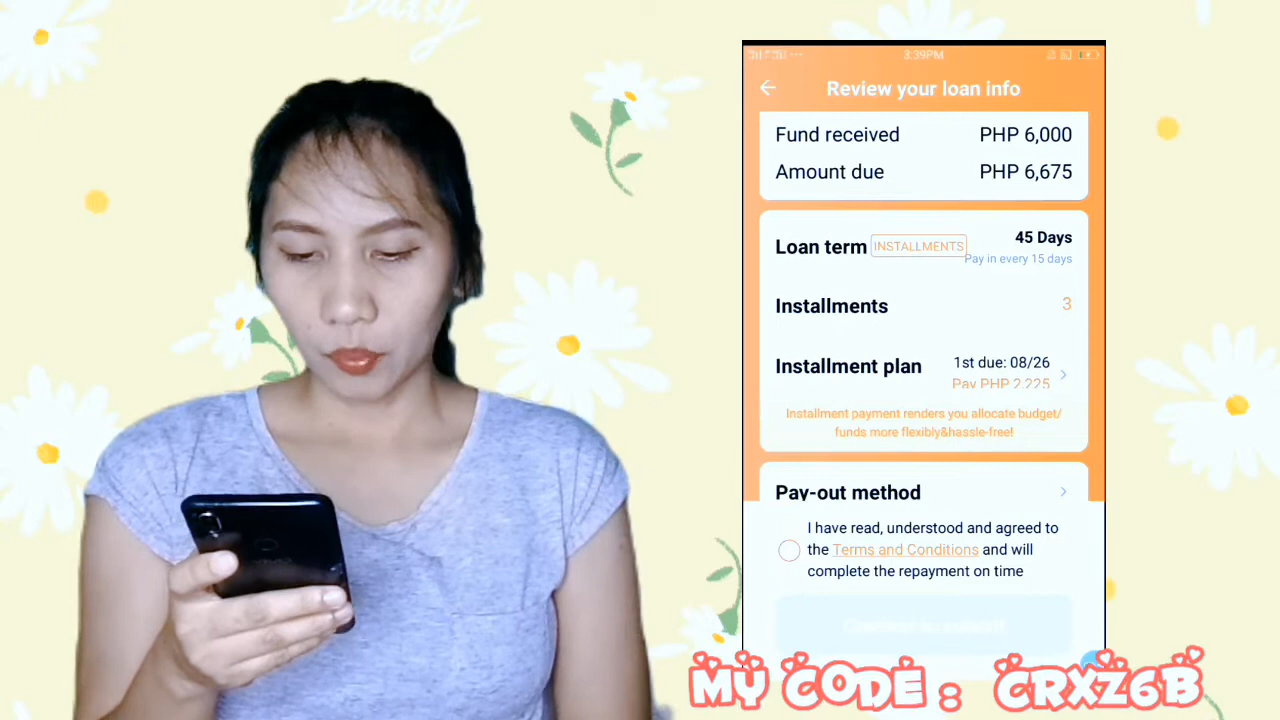 Daisy
3:39PM
Review your loan info
Fund received PHP 6,000
Amount due PHP 6,675
Loan term INSTALLMENTS 45 Days
Pay in every 15 days
Installments 3
Installment plan 1st due: 08/26
Pay PHP 2,225
Installment payment renders you allocate budget/
funds more flexibly&hassle-free!
Pay-out method
I have read, understood and agreed to
the Terms and Conditions and will
complete the repayment on time
MY CODE : CRXZ6B